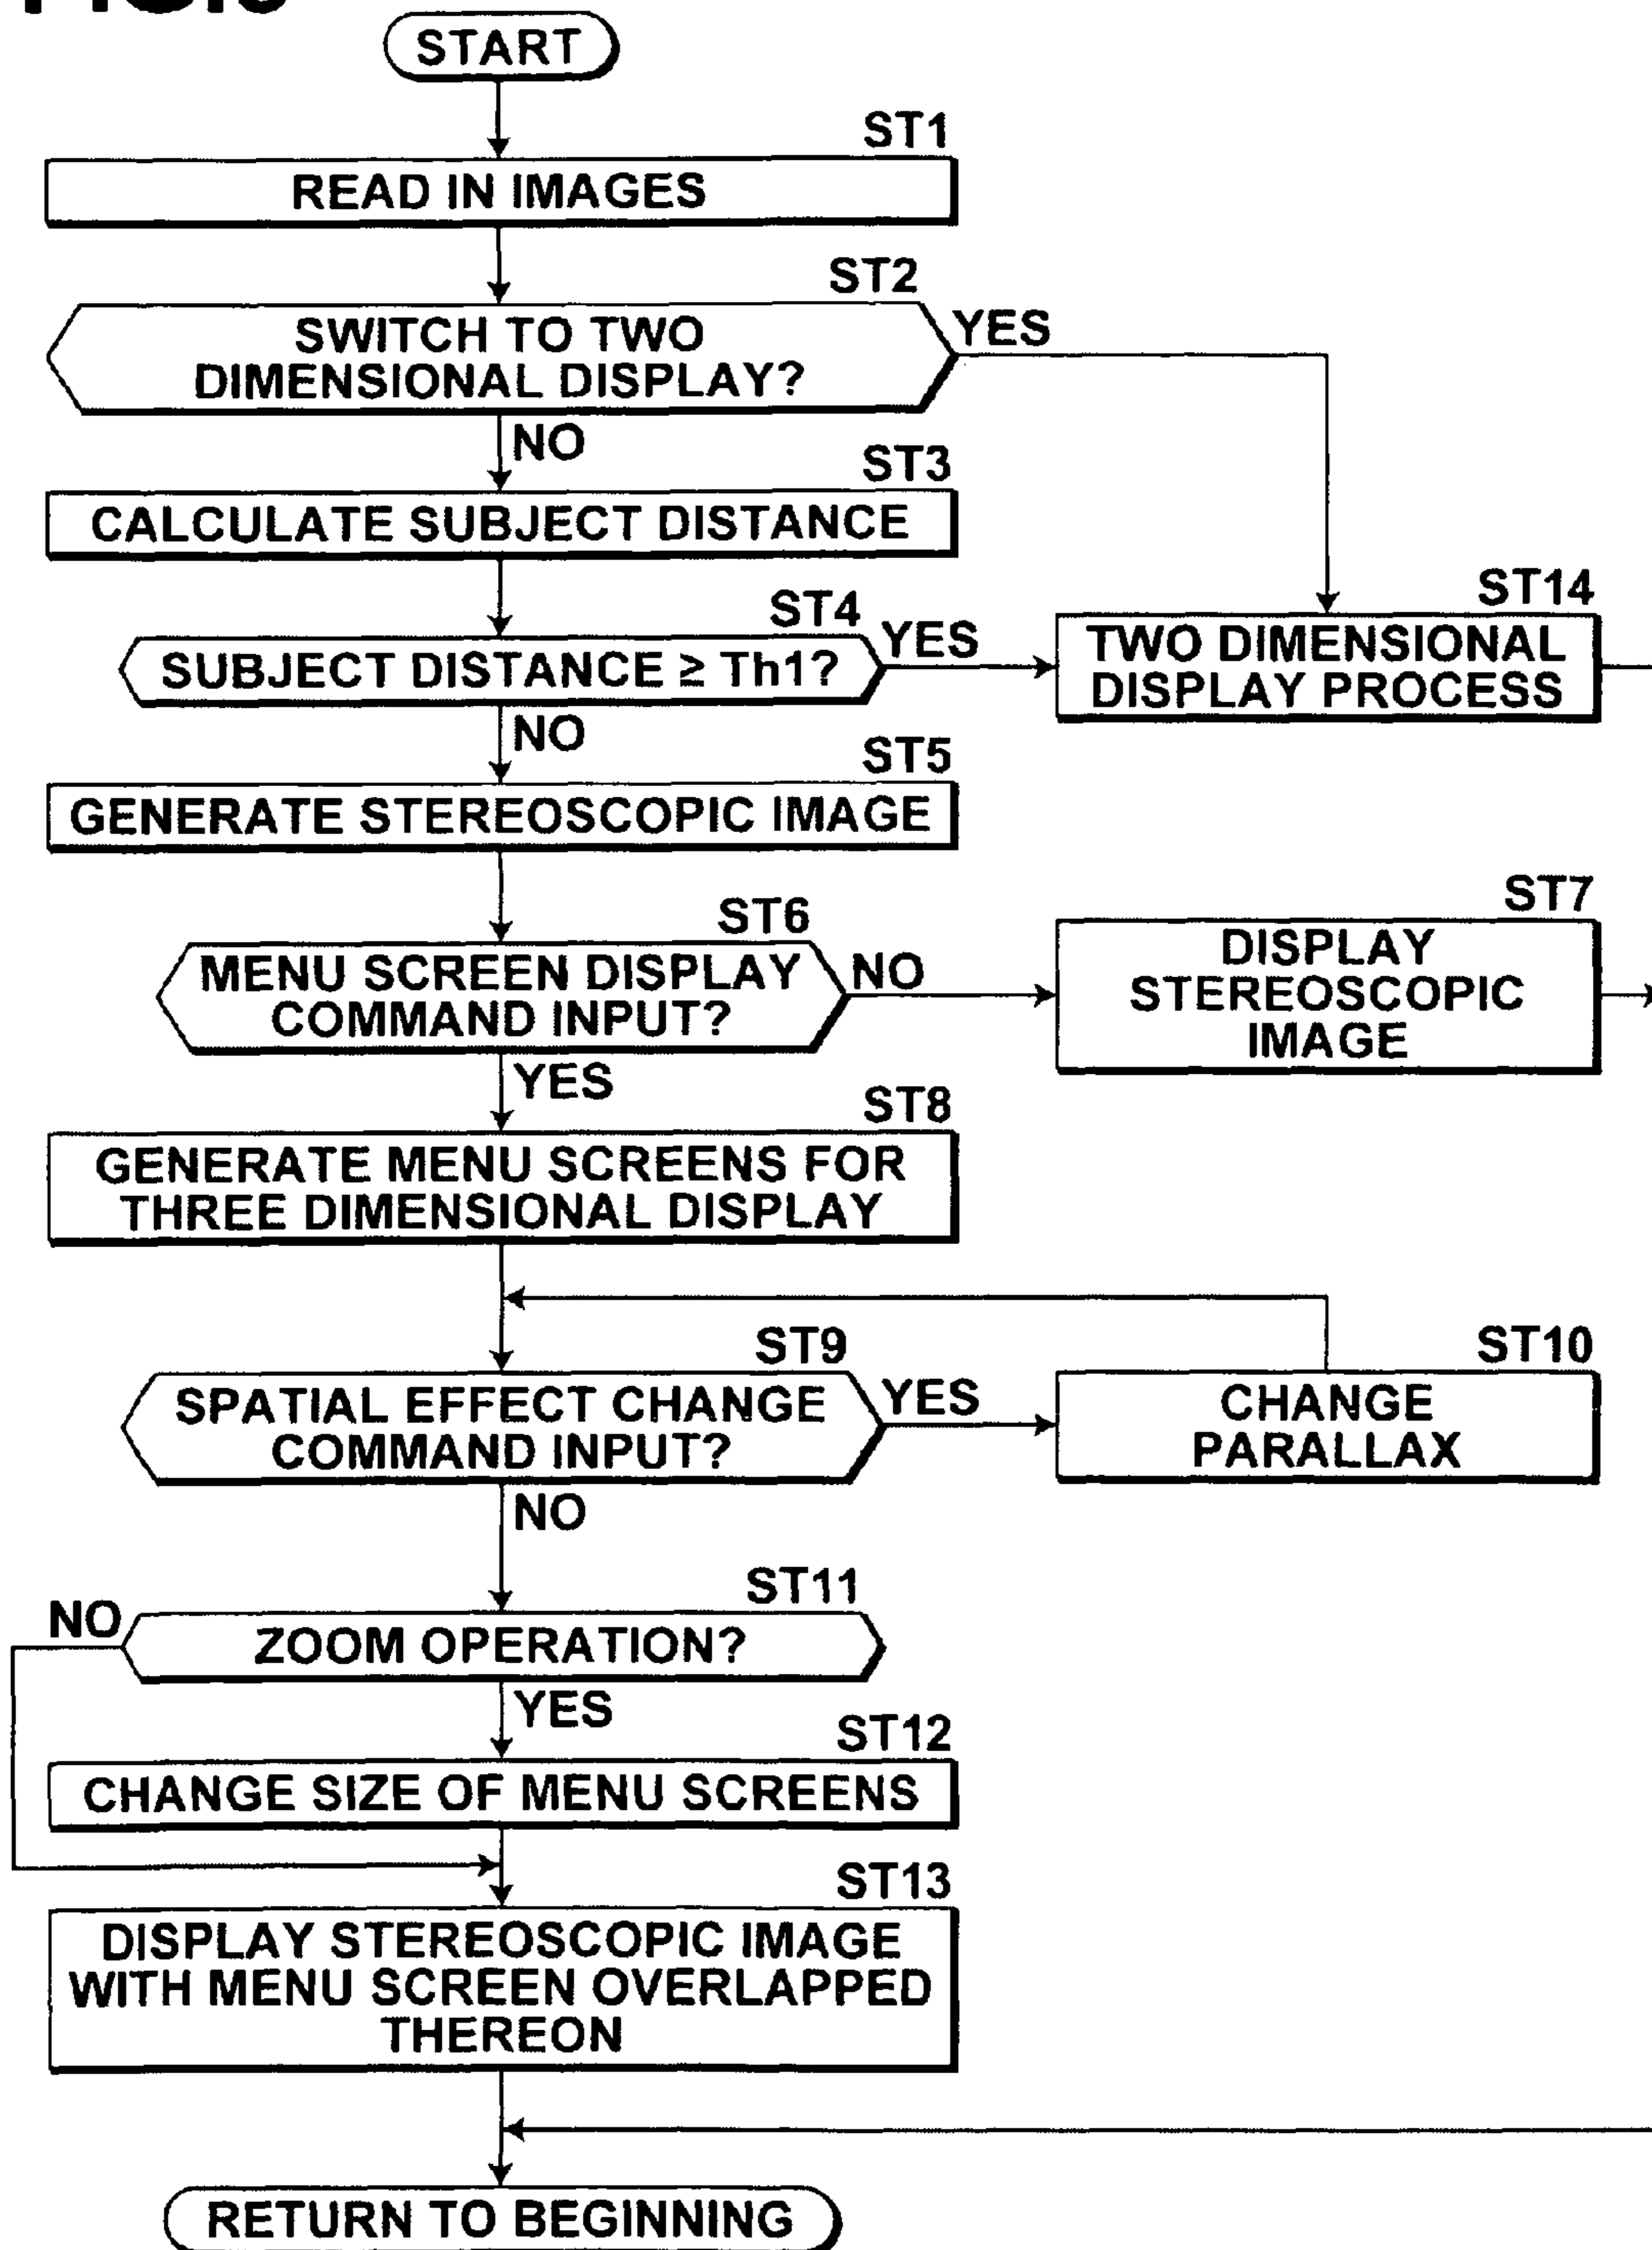 START
ST1
READ IN IMAGES
ST2
SWITCH TO TWO
DIMENSIONAL DISPLAY?
YES
NO
ST3
CALCULATE SUBJECT DISTANCE
ST4
SUBJECT DISTANCE ≥ Th1?
YES
ST14
TWO DIMENSIONAL
DISPLAY PROCESS
NO
ST5
GENERATE STEREOSCOPIC IMAGE
ST6
MENU SCREEN DISPLAY
COMMAND INPUT?
NO
ST7
DISPLAY
STEREOSCOPIC
IMAGE
YES
ST8
GENERATE MENU SCREENS FOR
THREE DIMENSIONAL DISPLAY
ST9
SPATIAL EFFECT CHANGE
COMMAND INPUT?
YES
ST10
CHANGE
PARALLAX
NO
ST11
NO
ZOOM OPERATION?
YES
ST12
CHANGE SIZE OF MENU SCREENS
ST13
DISPLAY STEREOSCOPIC IMAGE
WITH MENU SCREEN OVERLAPPED
THEREON
RETURN TO BEGINNING